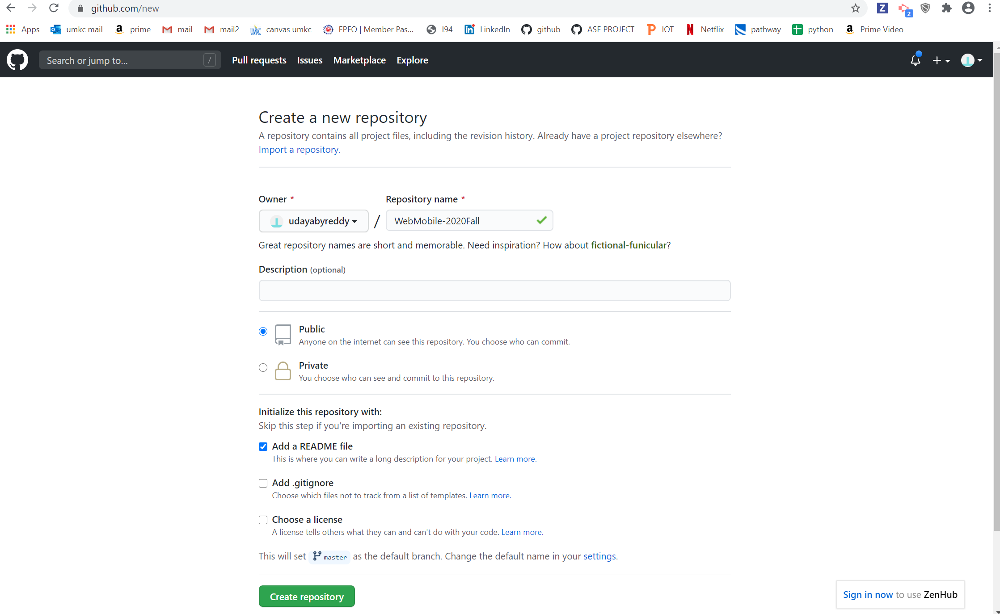 github.com/new
Z
2
Apps umkc mail prime mail mail2 canvas umkc EPFO | Member Pas... I94 LinkedIn github ASE PROJECT IOT Netflix pathway python Prime Video
Search or jump to... / Pull requests Issues Marketplace Explore
Create a new repository
A repository contains all project files, including the revision history. Already have a project repository elsewhere?
Import a repository.
Owner * Repository name *
udayabyreddy / WebMobile-2020Fall
Great repository names are short and memorable. Need inspiration? How about fictional-funicular?
Description (optional)
Public
Anyone on the internet can see this repository. You choose who can commit.
Private
You choose who can see and commit to this repository.
Initialize this repository with:
Skip this step if you’re importing an existing repository.
Add a README file
This is where you can write a long description for your project. Learn more.
Add .gitignore
Choose which files not to track from a list of templates. Learn more.
Choose a license
A license tells others what they can and can't do with your code. Learn more.
This will set master as the default branch. Change the default name in your settings.
Create repository
Sign in now to use ZenHub